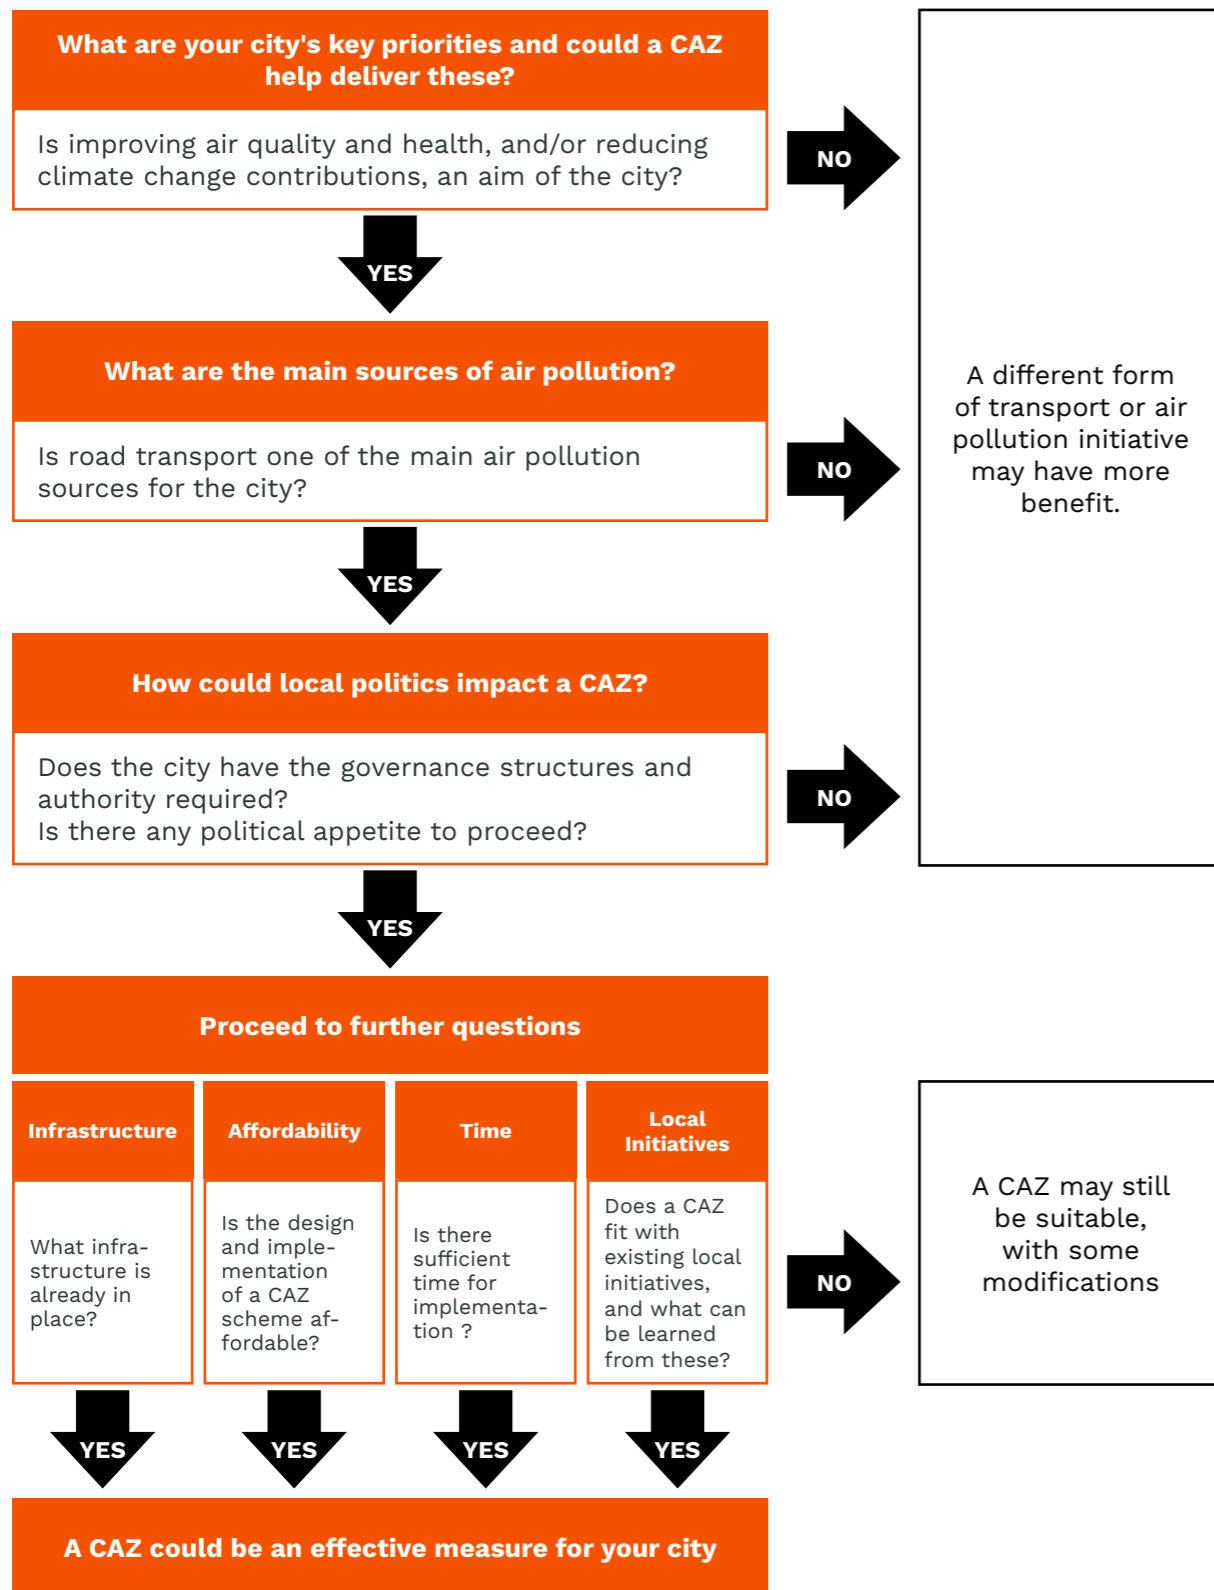 What are your city's key priorities and could a CAZ
help deliver these?
Is improving air quality and health, and/or reducing
climate change contributions, an aim of the city?
NO
YES
What are the main sources of air pollution?
Is road transport one of the main air pollution
sources for the city?
NO
A different form
of transport or air
pollution initiative
may have more
benefit.
YES
How could local politics impact a CAZ?
Does the city have the governance structures and
authority required?
Is there any political appetite to proceed?
NO
YES
Proceed to further questions
Infrastructure
What infra-
structure is
already in
place?
Affordability
Is the design
and imple-
mentation
of a CAZ
scheme af-
fordable?
Time
Is there
sufficient
time for
implementa-
tion ?
Local
Initiatives
Does a CAZ
fit with
existing local
initiatives,
and what can
be learned
from these?
NO
A CAZ may still
be suitable,
with some
modifications
YES
YES
YES
YES
A CAZ could be an effective measure for your city